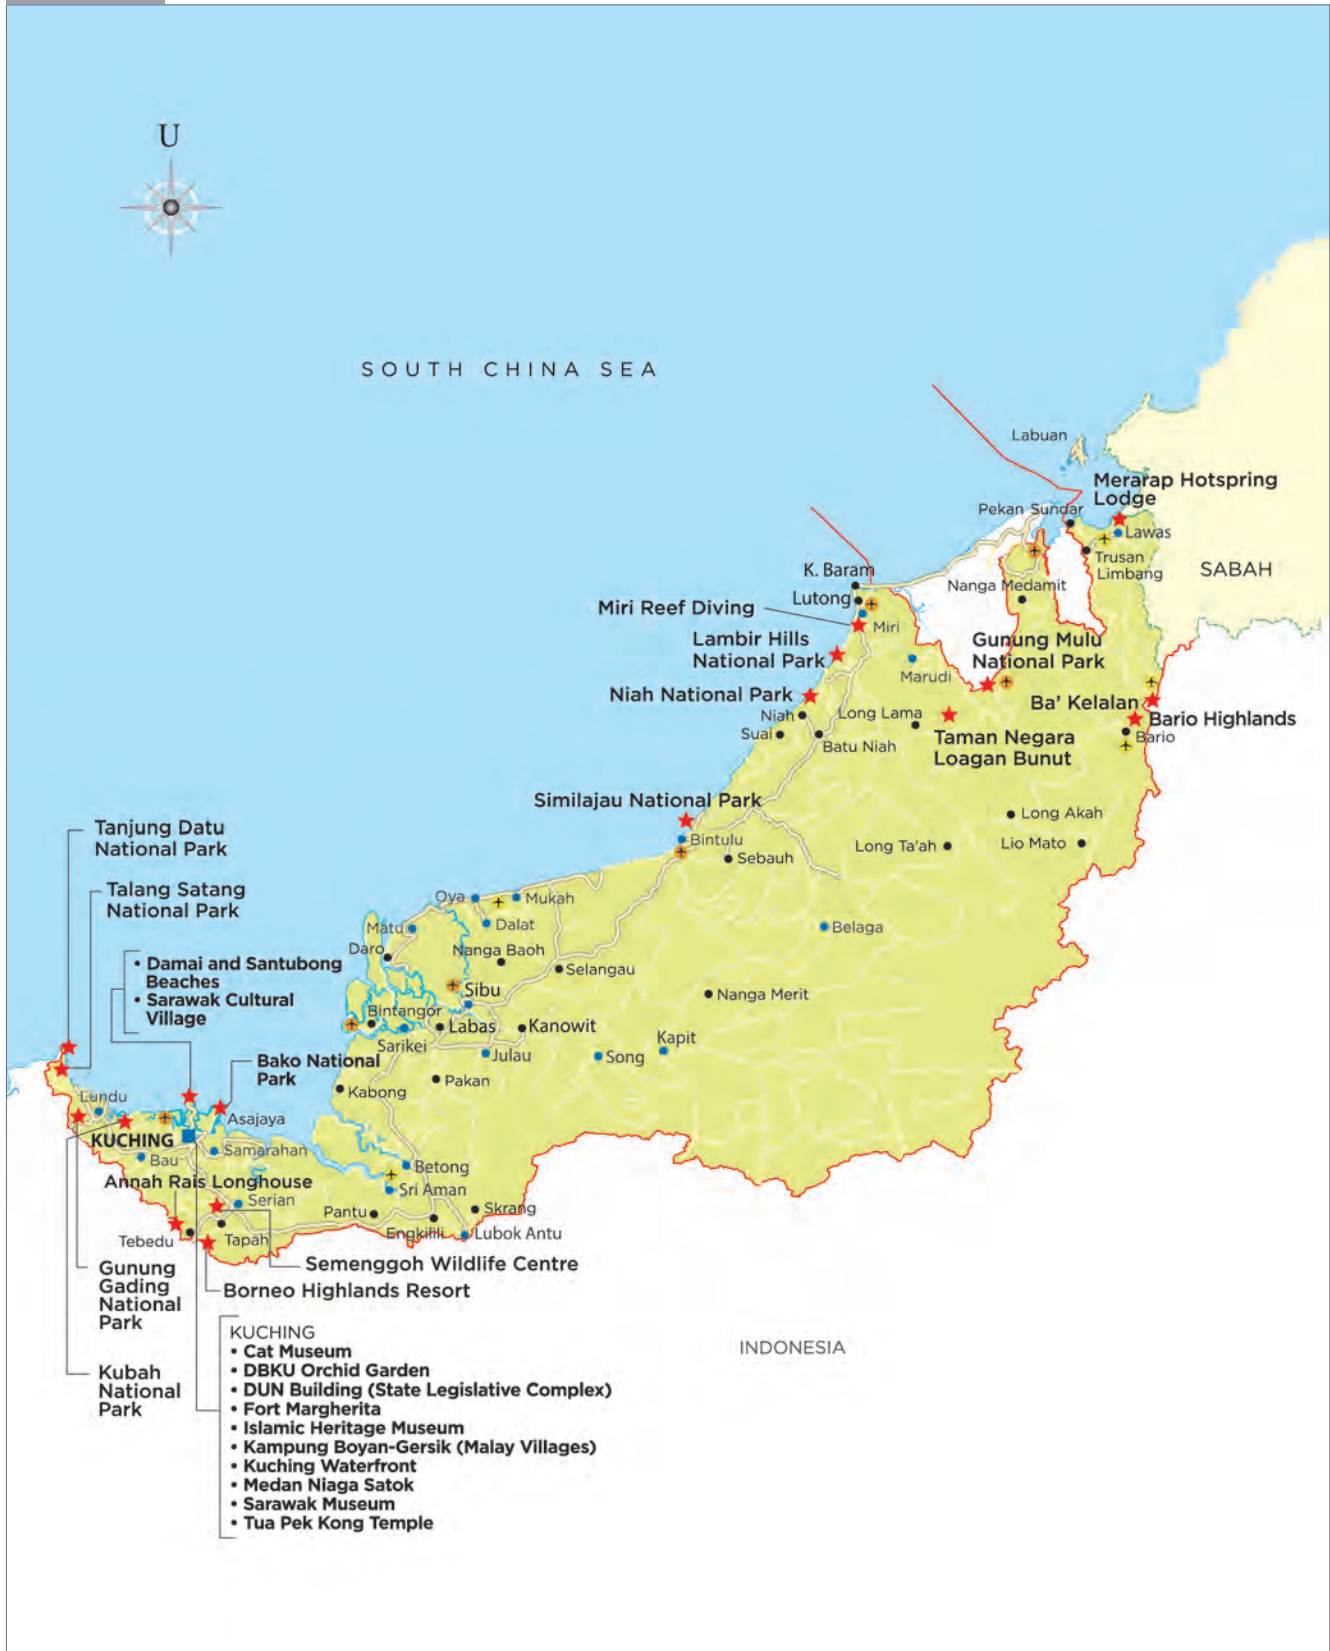 U
SOUTH CHINA SEA
Labuan
Merarap Hotspring
Lodge
Pekan Sundar
Lawas
Trusan
Limbang
SABAH
K. Baram
Nanga Medamit
Lutong
Miri Reef Diving
Miri
Lambir Hills
National Park
Gunung Mulu
National Park
Marudi
Niah National Park
Ba' Kelalan
Niah
Long Lama
Bario Highlands
Suai
Batu Niah
Taman Negara
Loagan Bunut
Bario
Similajau National Park
Long Akah
Bintulu
Sebauh
Long Ta'ah
Lio Mato
Tanjung Datu
National Park
Talang Satang
National Park
Oya
Mukah
Matu
Dalat
Belaga
Daro
Nanga Baoh
Selangau
• Damai and Santubong
Beaches
• Sarawak Cultural
Village
Sibu
Nanga Merit
Bintangor
Labas
Kanowit
Sarikei
Julau
Song
Kapit
Bako National
Park
Pakan
Kabong
Lundu
Asajaya
KUCHING
Samarahan
Bau
Betong
Annah Rais Longhouse
Sri Aman
Serian
Pantu
Skrang
Engkilili
Lubok Antu
Tebedu
Tapah
Semenggoh Wildlife Centre
Gunung
Gading
National
Park
Borneo Highlands Resort
INDONESIA
Kubah
National
Park
KUCHING
• Cat Museum
• DBKU Orchid Garden
• DUN Building (State Legislative Complex)
• Fort Margherita
• Islamic Heritage Museum
• Kampung Boyan-Gersik (Malay Villages)
• Kuching Waterfront
• Medan Niaga Satok
• Sarawak Museum
• Tua Pek Kong Temple